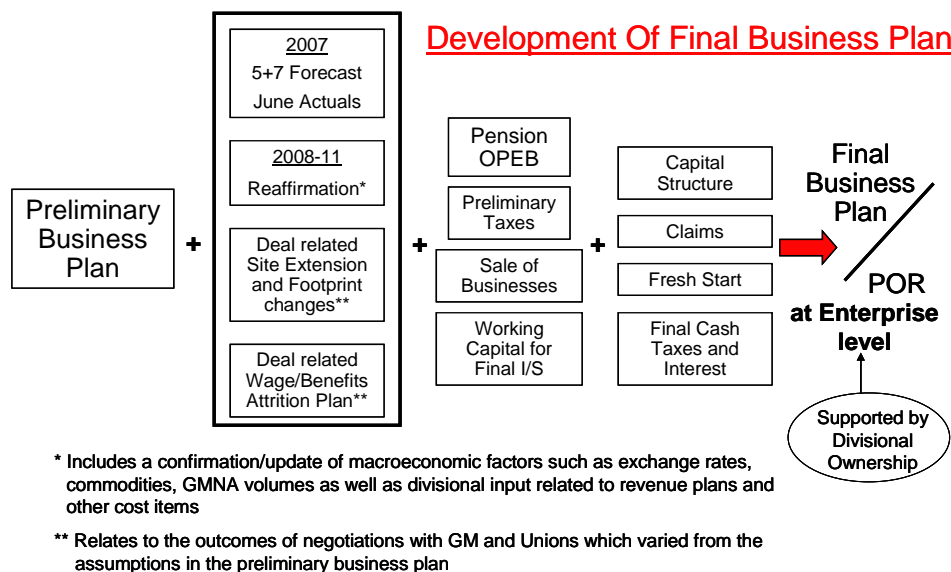 Development Of Final Business Plan
Preliminary
Business
Plan
+
2007
5+7 Forecast
June Actuals
2008-11
Reaffirmation*
Deal related
Site Extension
and Footprint
changes**
Deal related
Wage/Benefits
Attrition Plan**
+
Pension
OPEB
Preliminary
Taxes
Sale of
Businesses
Working
Capital for
Final I/S
+
Capital
Structure
Claims
Fresh Start
Final Cash
Taxes and
Interest
Final
Business
Plan
POR
at Enterprise
level
Supported by
Divisional
Ownership
* Includes a confirmation/update of macroeconomic factors such as exchange rates,
commodities, GMNA volumes as well as divisional input related to revenue plans and
other cost items
** Relates to the outcomes of negotiations with GM and Unions which varied from the
assumptions in the preliminary business plan